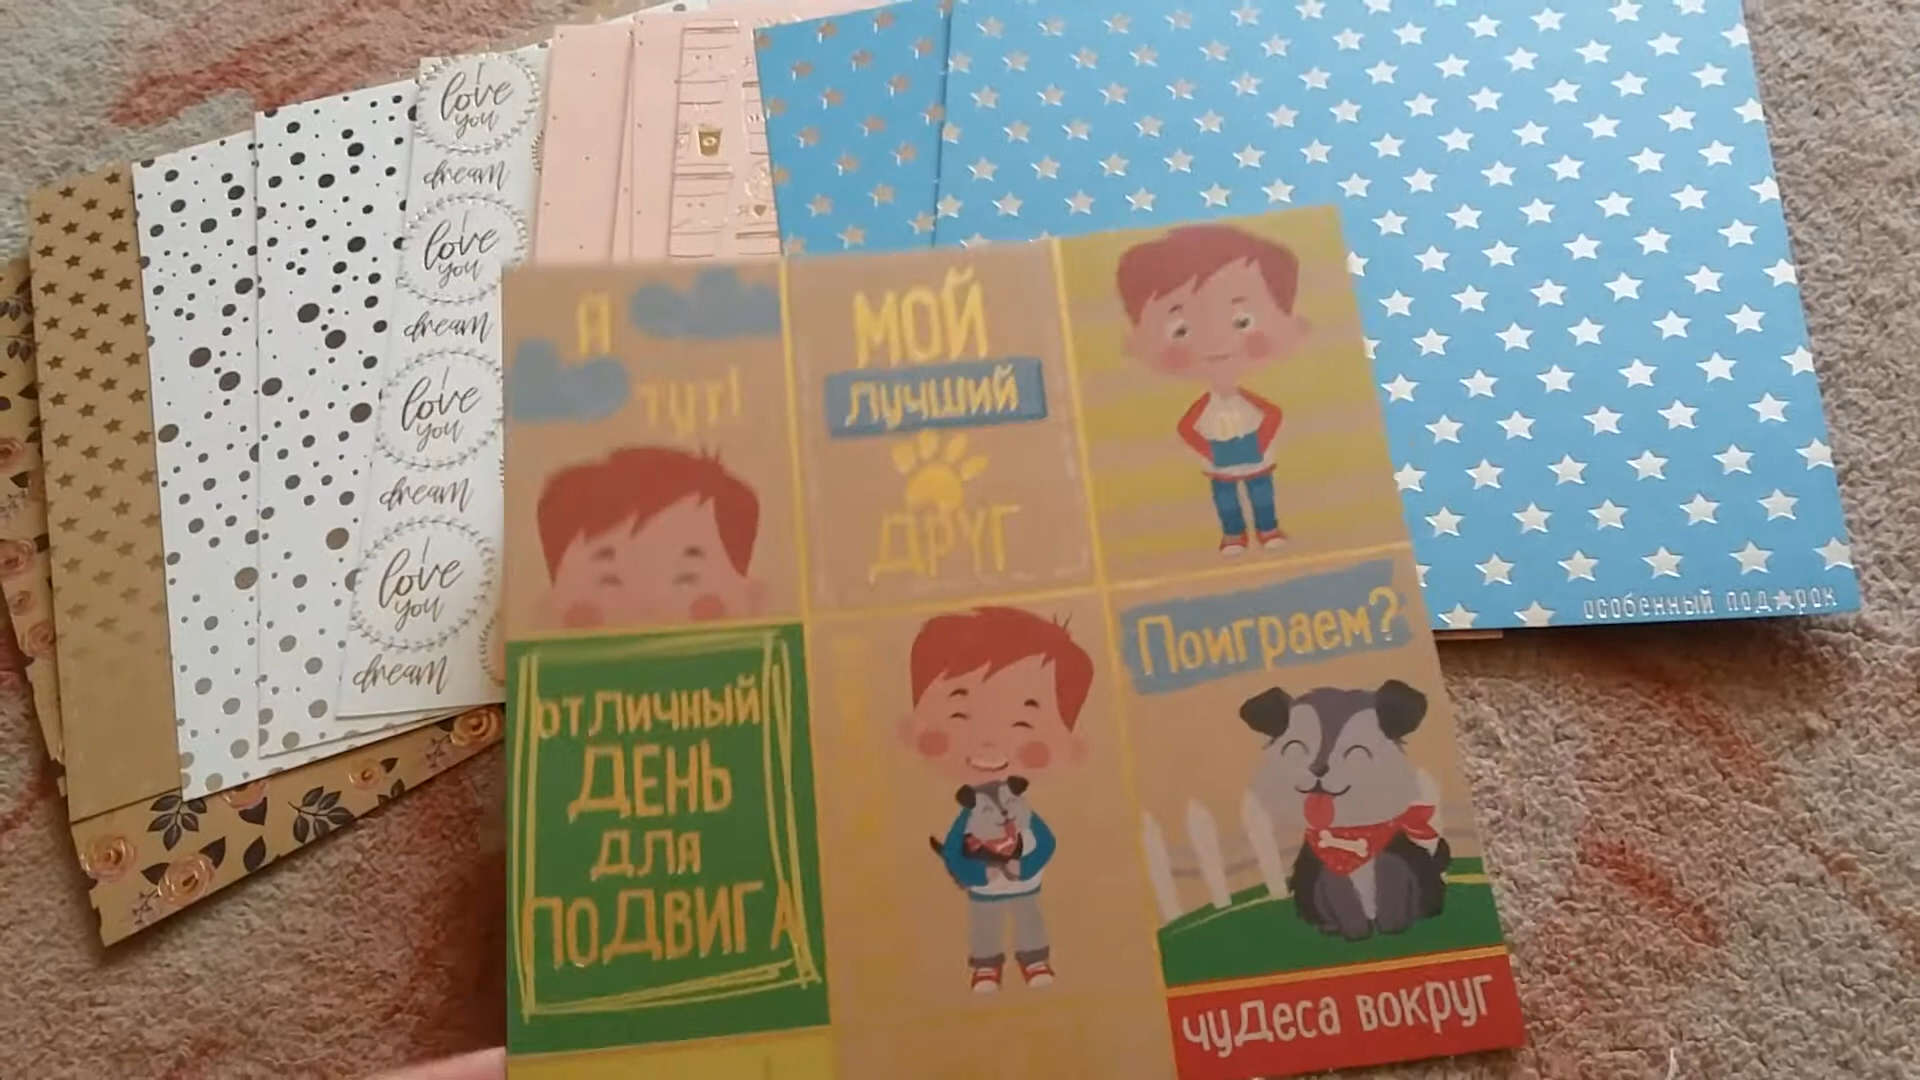 I
love
you
dream
I
love
you
dream
I
love
you
dream
I
love
you
dream
особенный подарок
Я
тут!
МОЙ
лучший
ДРУГ
отличный
ДЕНЬ
для
ПОДВИГА
Поиграем?
чудеса вокруг